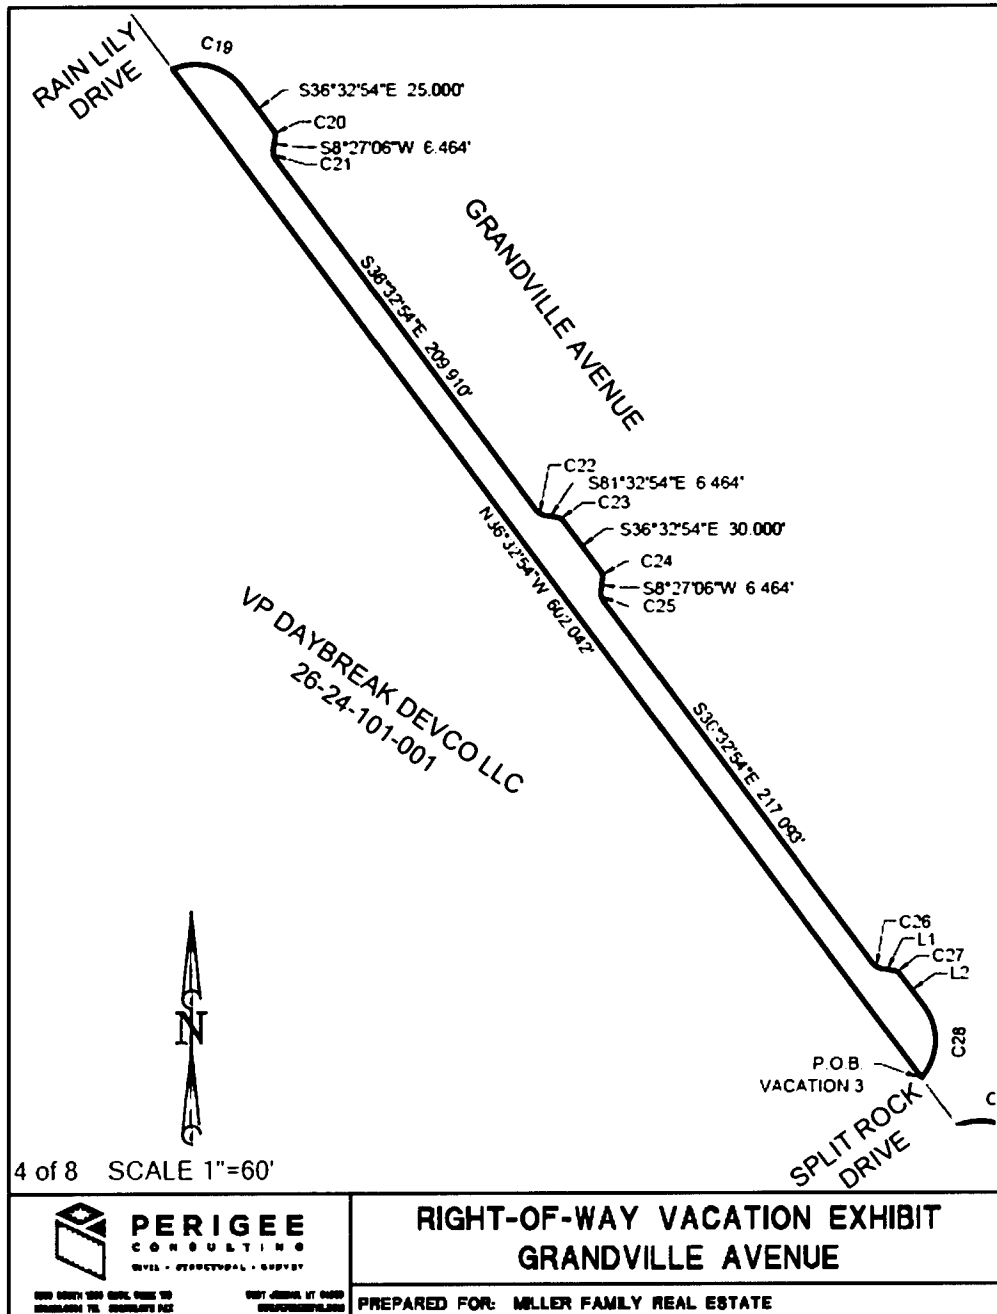 C19
RAIN LILY
DRIVE
S36°32'54"E 25.000'
C20
S8°27'06"W 6.464'
C21
GRANDVILLE AVENUE
S36°32'54"E 209.910'
C22
S81°32'54"E 6.464'
C23
S36°32'54"E 30.000'
C24
S8°27'06"W 6.464'
C25
N36°32'54"W 602.042'
VP DAYBREAK DEVCO LLC
26-24-101-001
S36°32'54"E 217.093'
C26
L1
C27
L2
C28
P.O.B.
VACATION 3
C
SPLIT ROCK
DRIVE
N
4 of 8 SCALE 1"=60'
PERIGEE
CONSULTING
CIVIL • STRUCTURAL • SURVEY
RIGHT-OF-WAY VACATION EXHIBIT
GRANDVILLE AVENUE
PREPARED FOR: MILLER FAMILY REAL ESTATE